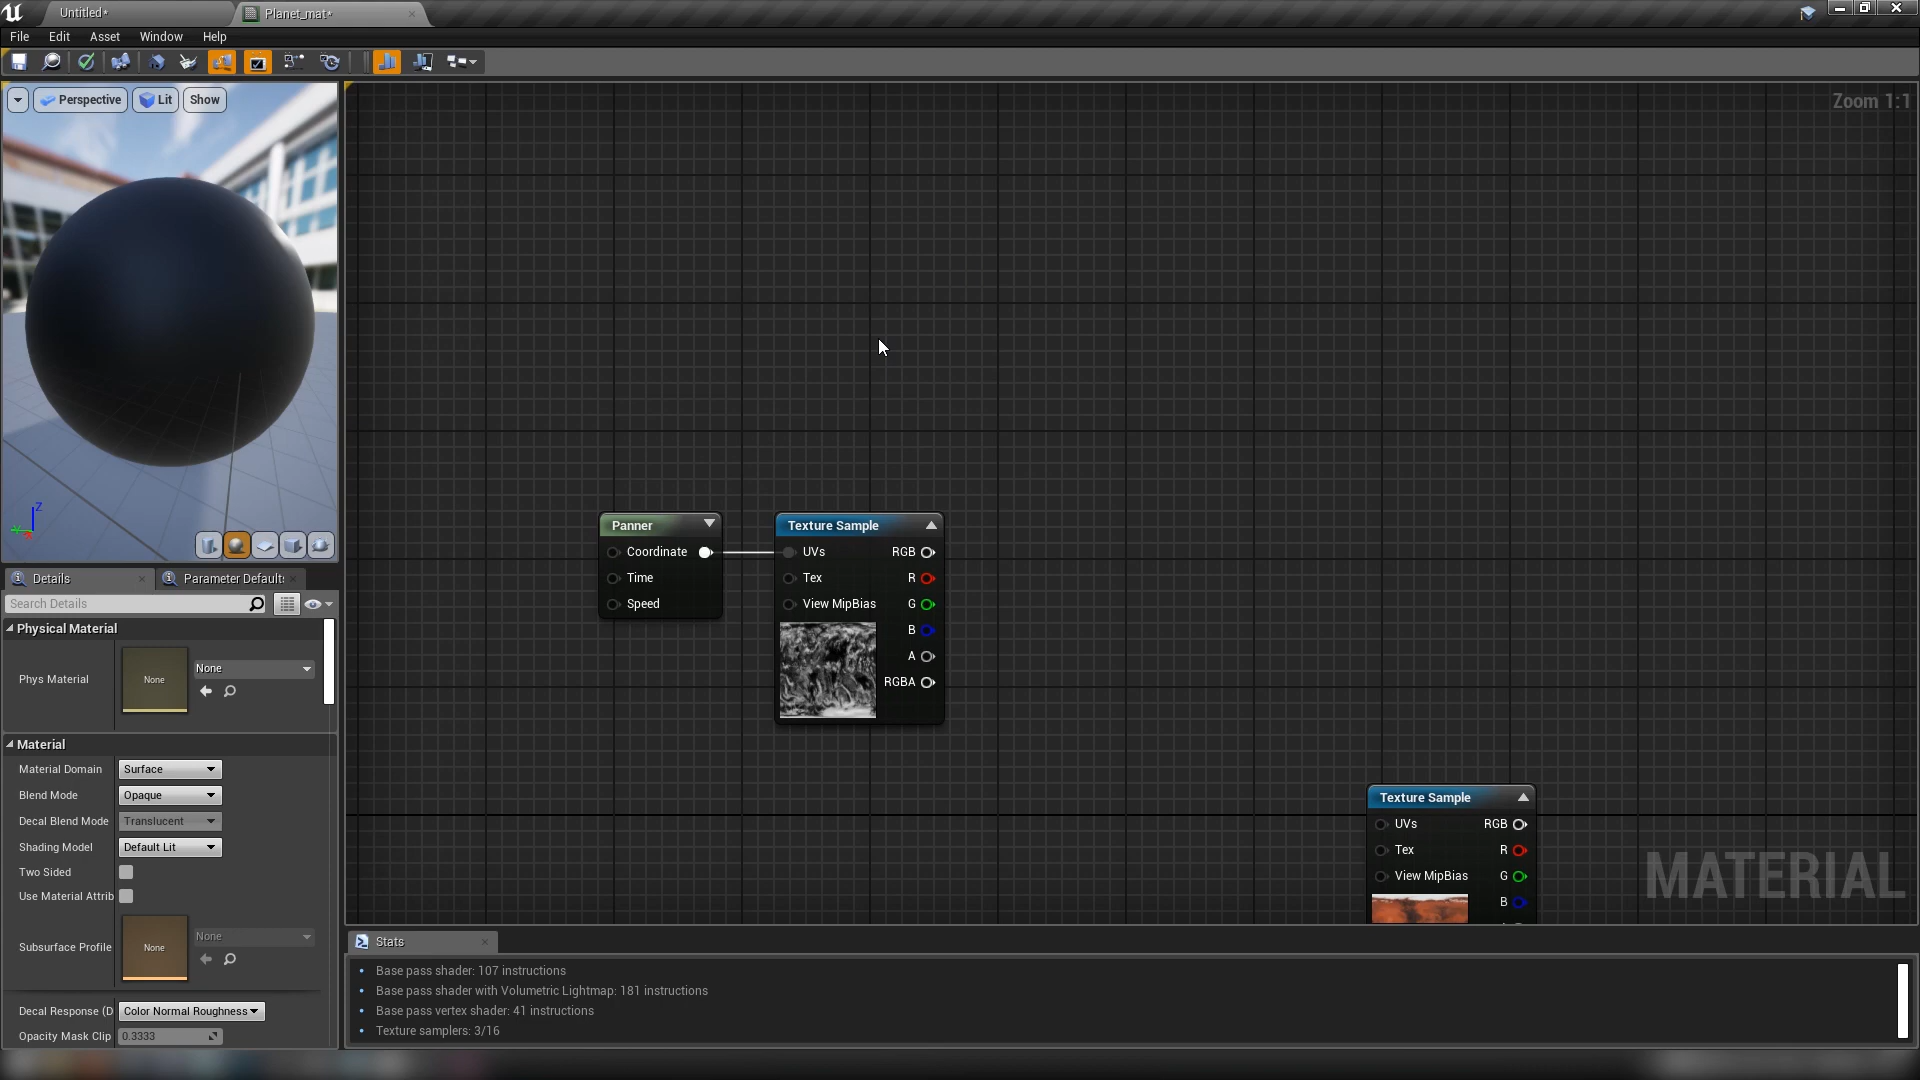 Untitled*
Planet_mat*
File Edit Asset Window Help
Perspective Lit Show
Zoom 1:1
Z
Panner
Coordinate
Time
Speed
Texture Sample
UVs RGB
Tex R
View MipBias G
B
A
RGBA
Details
Parameter Defaults
Search Details
Physical Material
Phys Material None None
Material
Material Domain Surface
Blend Mode Opaque
Decal Blend Mode Translucent
Shading Model Default Lit
Two Sided
Use Material Attrib
Subsurface Profile None None
Decal Response (D Color Normal Roughness
Opacity Mask Clip 0.3333
Texture Sample
UVs RGB
Tex R
View MipBias G
B
MATERIAL
Stats
• Base pass shader: 107 instructions
• Base pass shader with Volumetric Lightmap: 181 instructions
• Base pass vertex shader: 41 instructions
• Texture samplers: 3/16